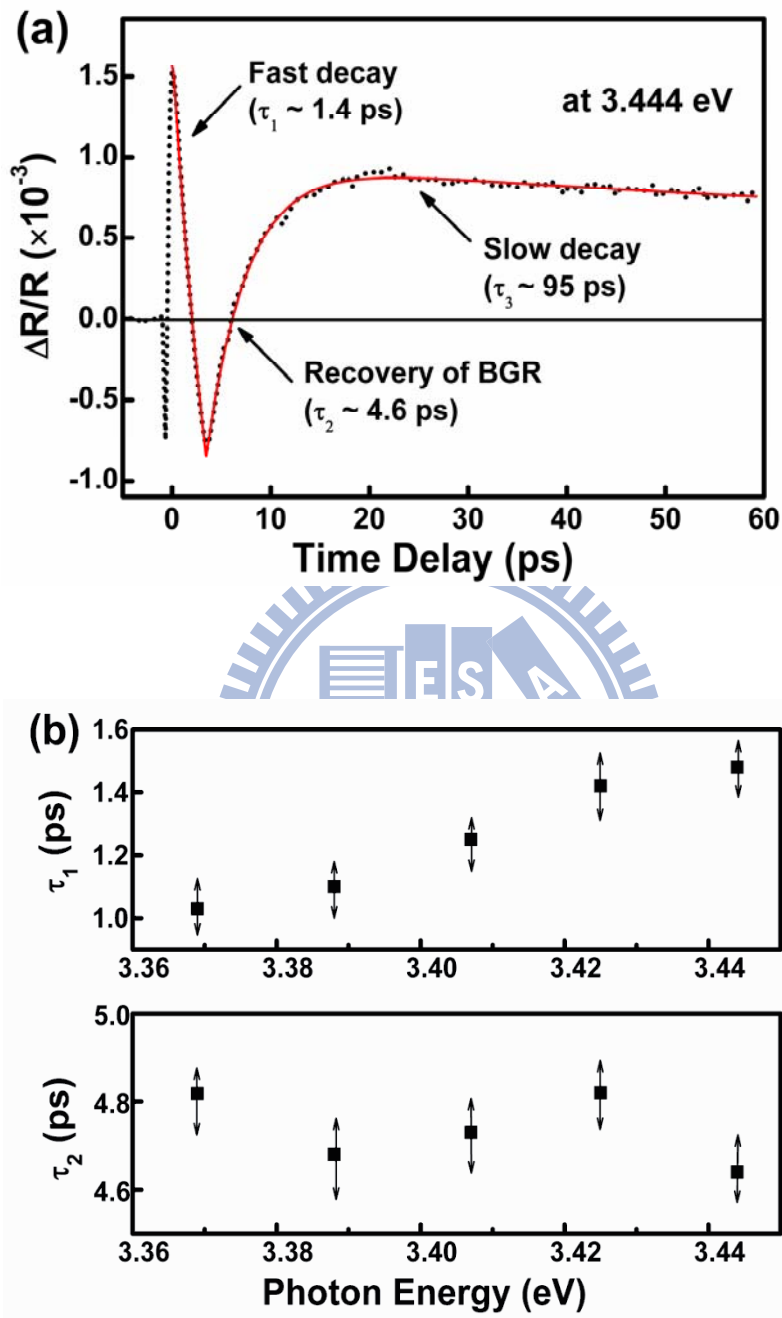 (a)
Fast decay
(τ₁ ~ 1.4 ps)
at 3.444 eV
Slow decay
(τ₃ ~ 95 ps)
Recovery of BGR
(τ₂ ~ 4.6 ps)
ΔR/R (×10⁻³)
1.5
1.0
0.5
0.0
-0.5
-1.0
0 10 20 30 40 50 60
Time Delay (ps)
E S A
(b)
τ₁ (ps)
1.6
1.4
1.2
1.0
3.36 3.38 3.40 3.42 3.44
τ₂ (ps)
5.0
4.8
4.6
3.36 3.38 3.40 3.42 3.44
Photon Energy (eV)